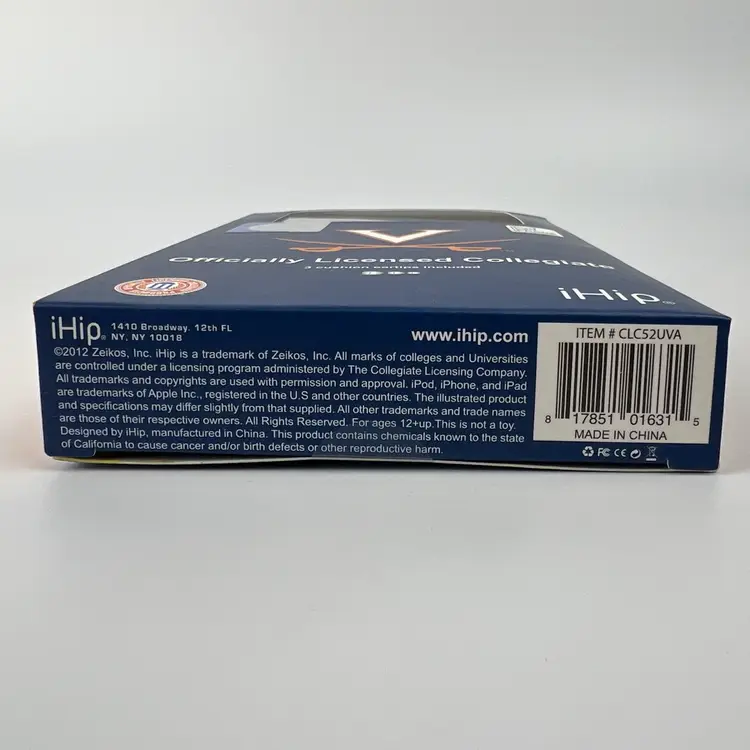 V
Officially Licensed Collegiate
3 cushion eartips included
iHip®
iHip® 1410 Broadway. 12th FL
NY, NY 10018
www.ihip.com
©2012 Zeikos, Inc. iHip is a trademark of Zeikos, Inc. All marks of colleges and Universities
are controlled under a licensing program administered by The Collegiate Licensing Company.
All trademarks and copyrights are used with permission and approval. iPod, iPhone, and iPad
are trademarks of Apple Inc., registered in the U.S and other countries. The illustrated product
and specifications may differ slightly from that supplied. All other trademarks and trade names
are those of their respective owners. All Rights Reserved. For ages 12+up.This is not a toy.
Designed by iHip, manufactured in China. This product contains chemicals known to the state
of California to cause cancer and/or birth defects or other reproductive harm.
ITEM # CLC52UVA
8 17851 01631 5
MADE IN CHINA
FC CE